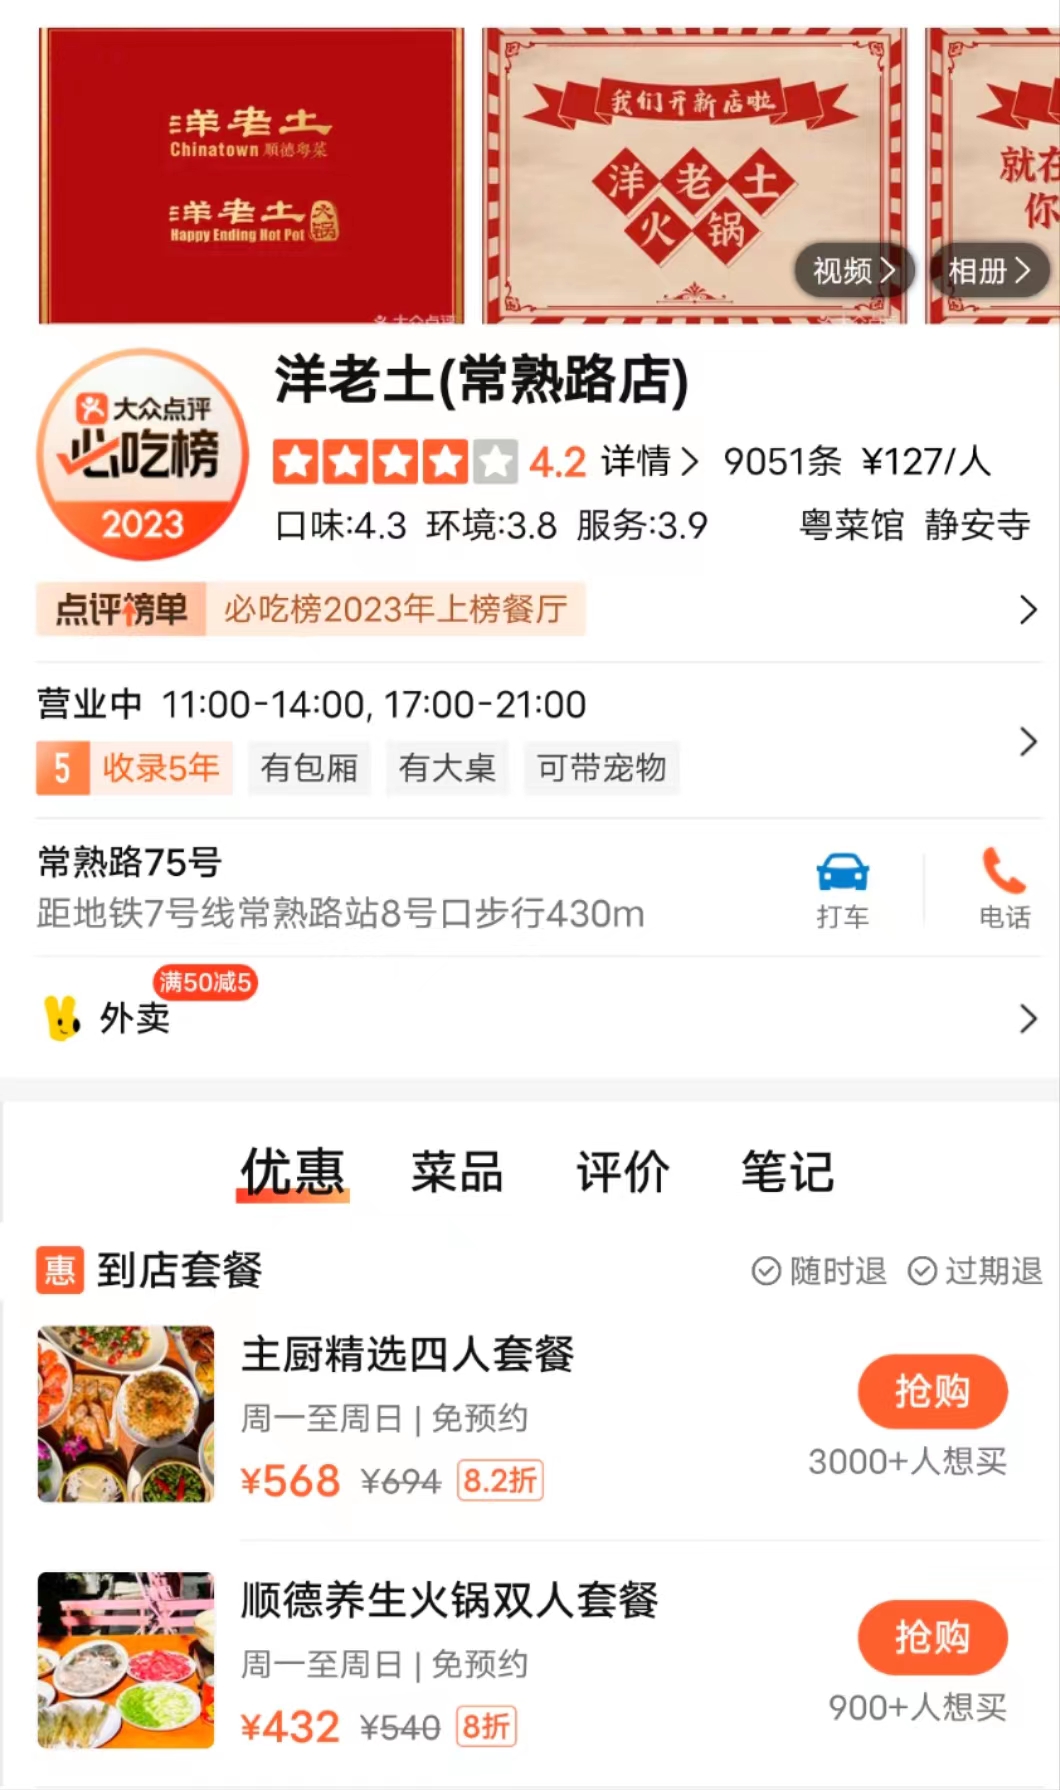 洋老土
Chinatown 顺德粤菜
洋老土火锅
Happy Ending Hot Pot
我们开新店啦
洋老土
火锅
就在
你
视频
相册
大众点评
必吃榜
2023
洋老土(常熟路店)
4.2 详情 9051条 ¥127/人
口味:4.3 环境:3.8 服务:3.9 粤菜馆 静安寺
点评榜单 必吃榜2023年上榜餐厅
营业中 11:00-14:00, 17:00-21:00
5 收录5年 有包厢 有大桌 可带宠物
常熟路75号
距地铁7号线常熟路站8号口步行430m
打车 电话
满50减5
外卖
优惠 菜品 评价 笔记
惠 到店套餐 随时退 过期退
主厨精选四人套餐
周一至周日 | 免预约
抢购
¥568 ¥694 8.2折
3000+人想买
顺德养生火锅双人套餐
周一至周日 | 免预约
抢购
¥432 ¥540 8折
900+人想买